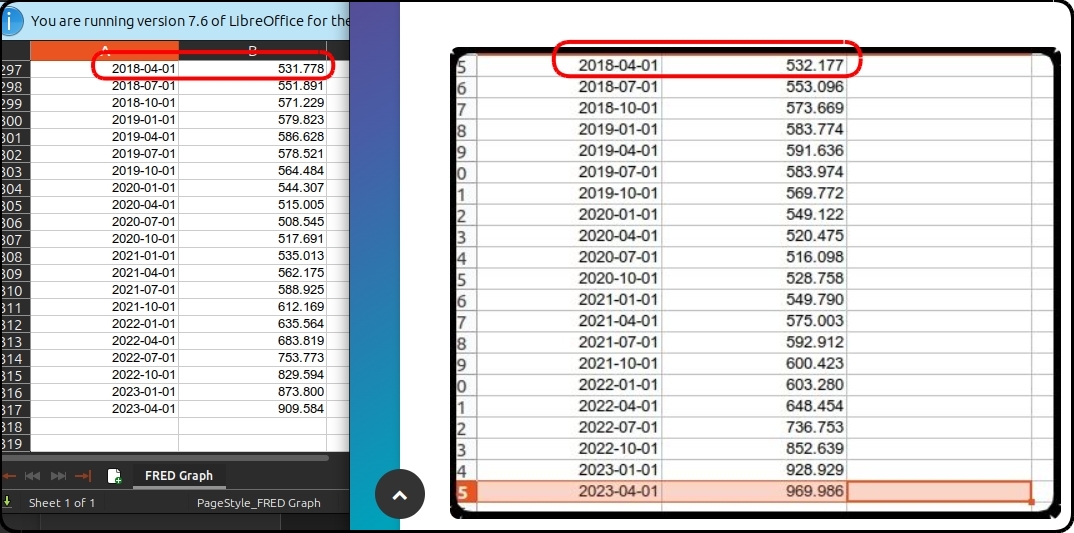 i You are running version 7.6 of LibreOffice for the
A B
297 2018-04-01 531.778
298 2018-07-01 551.891
299 2018-10-01 571.229
300 2019-01-01 579.823
301 2019-04-01 586.628
302 2019-07-01 578.521
303 2019-10-01 564.484
304 2020-01-01 544.307
305 2020-04-01 515.005
306 2020-07-01 508.545
307 2020-10-01 517.691
308 2021-01-01 535.013
309 2021-04-01 562.175
310 2021-07-01 588.925
311 2021-10-01 612.169
312 2022-01-01 635.564
313 2022-04-01 683.819
314 2022-07-01 753.773
315 2022-10-01 829.594
316 2023-01-01 873.800
317 2023-04-01 909.584
318
319
FRED Graph
Sheet 1 of 1 PageStyle_FRED Graph
5 2018-04-01 532.177
6 2018-07-01 553.096
7 2018-10-01 573.669
8 2019-01-01 583.774
9 2019-04-01 591.636
0 2019-07-01 583.974
1 2019-10-01 569.772
2 2020-01-01 549.122
3 2020-04-01 520.475
4 2020-07-01 516.098
5 2020-10-01 528.758
6 2021-01-01 549.790
7 2021-04-01 575.003
8 2021-07-01 592.912
9 2021-10-01 600.423
0 2022-01-01 603.280
1 2022-04-01 648.454
2 2022-07-01 736.753
3 2022-10-01 852.639
4 2023-01-01 928.929
5 2023-04-01 969.986